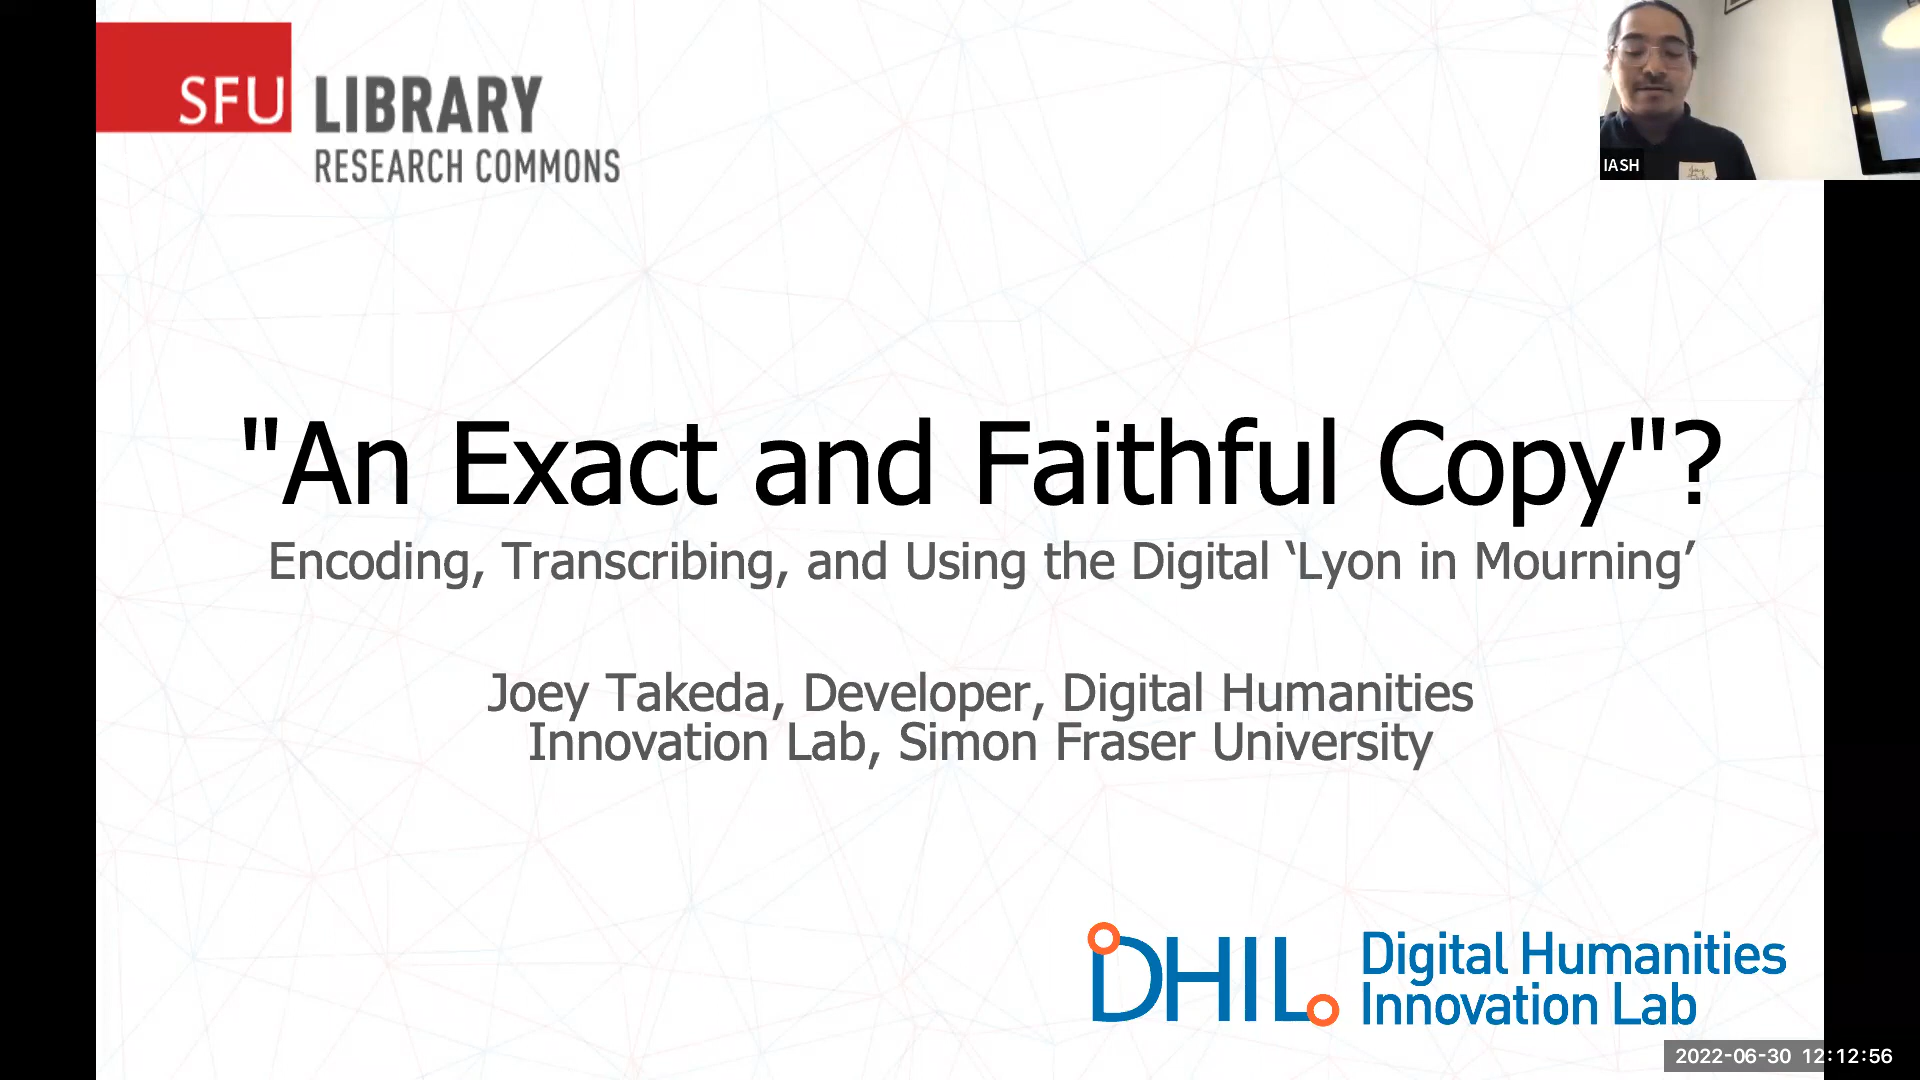 SFU LIBRARY
RESEARCH COMMONS
IASH
"An Exact and Faithful Copy"?
Encoding, Transcribing, and Using the Digital ‘Lyon in Mourning’
Joey Takeda, Developer, Digital Humanities
Innovation Lab, Simon Fraser University
DHIL Digital Humanities
Innovation Lab
2022-06-30 12:12:56